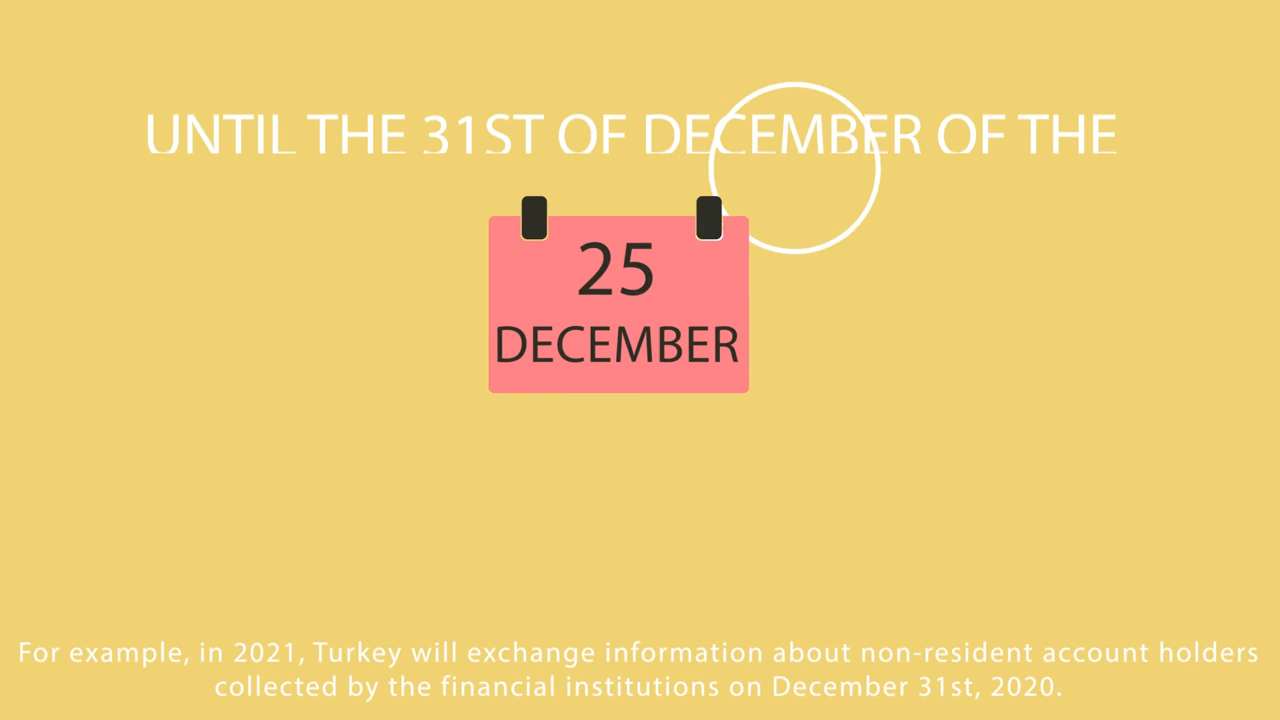 UNTIL THE 31ST OF DECEMBER OF THE
25
DECEMBER
For example, in 2021, Turkey will exchange information about non-resident account holders
collected by the financial institutions on December 31st, 2020.